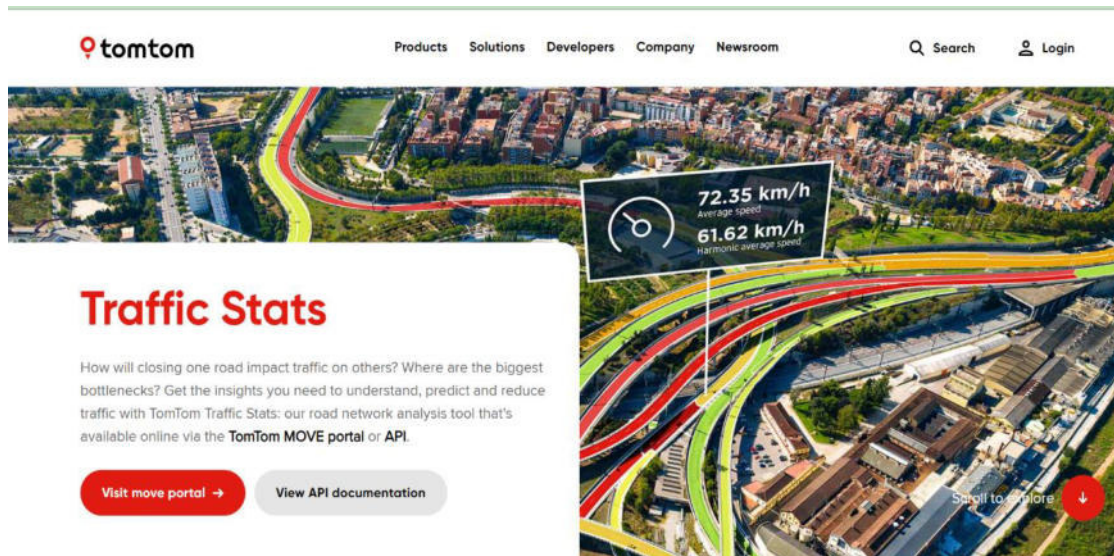 tomtom
Products Solutions Developers Company Newsroom
Search Login
72.35 km/h
Average speed
61.62 km/h
Harmonic average speed
Traffic Stats
How will closing one road impact traffic on others? Where are the biggest
bottlenecks? Get the insights you need to understand, predict and reduce
traffic with TomTom Traffic Stats: our road network analysis tool that's
available online via the TomTom MOVE portal or API.
Visit move portal →
View API documentation
Scroll to explore